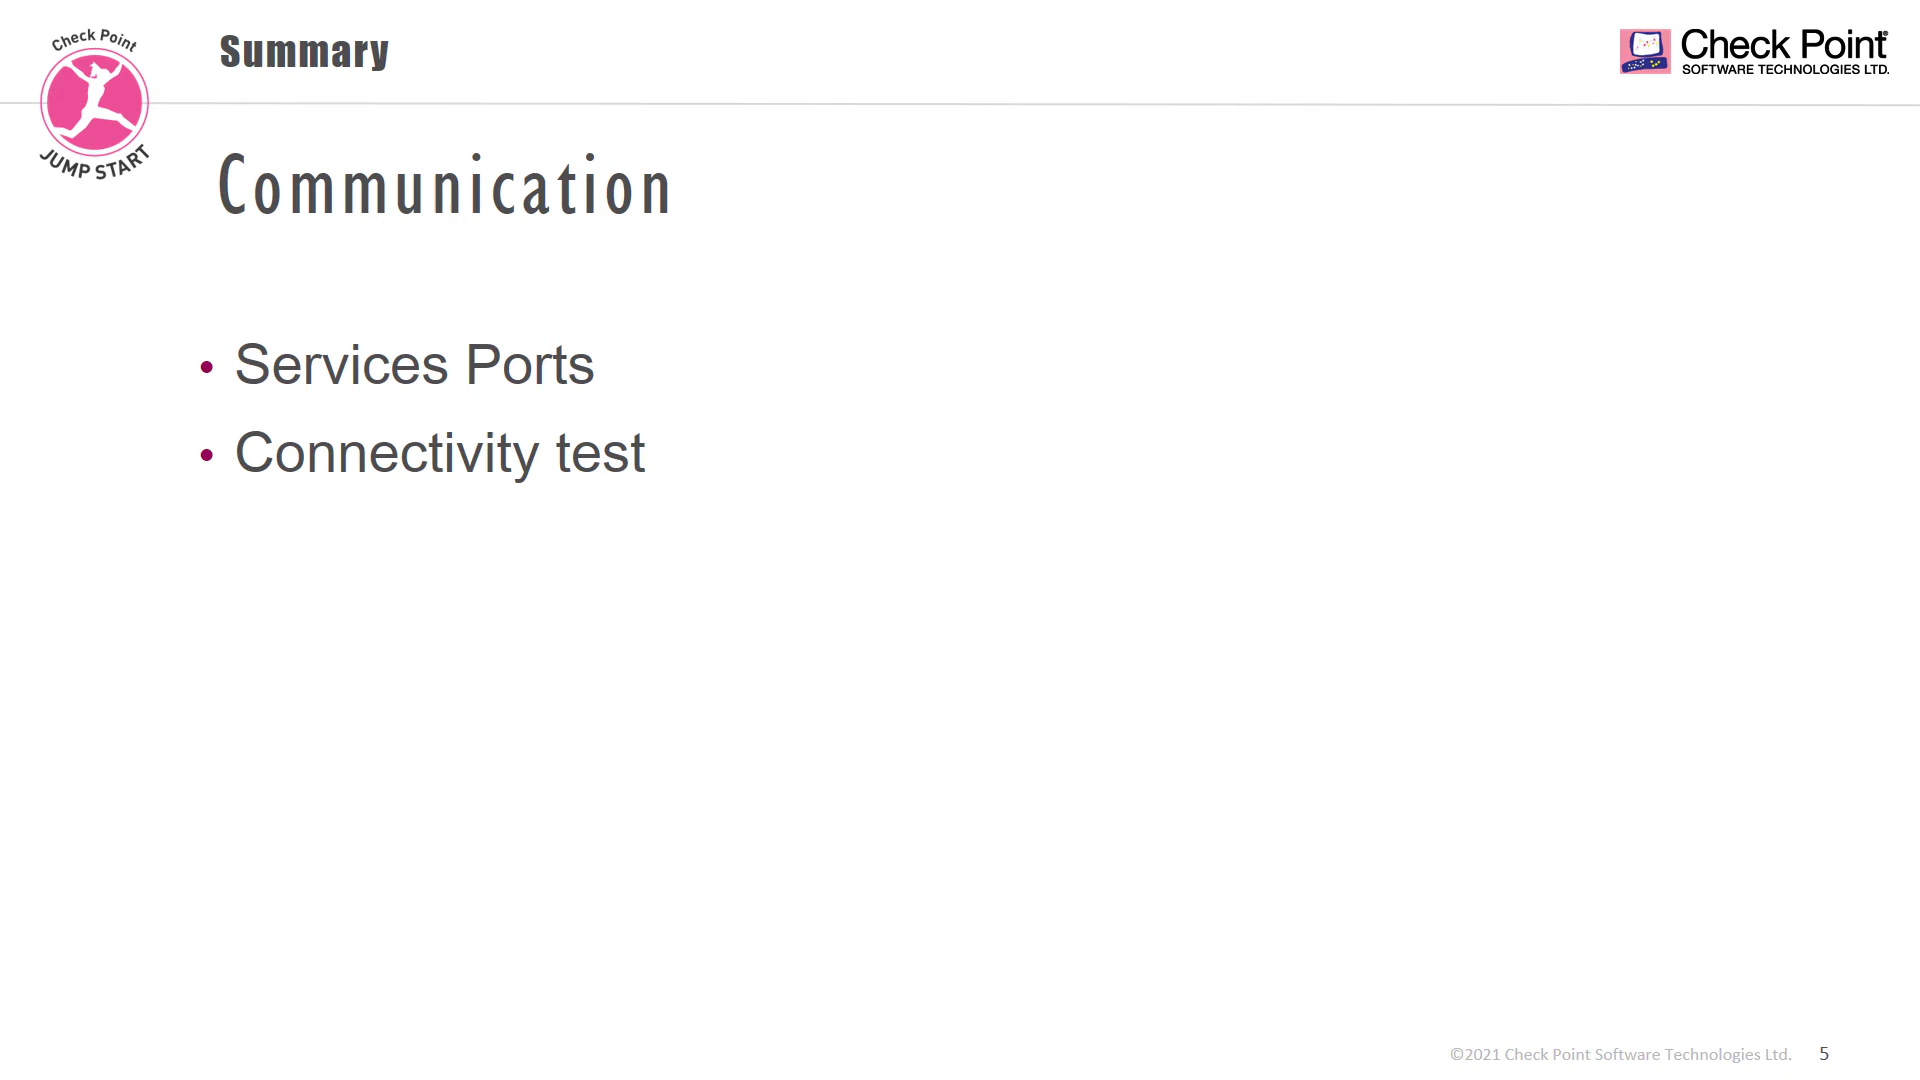 Check Point
JUMP START
Summary
Check Point
SOFTWARE TECHNOLOGIES LTD.
Communication
• Services Ports
• Connectivity test
©2021 Check Point Software Technologies Ltd. 5